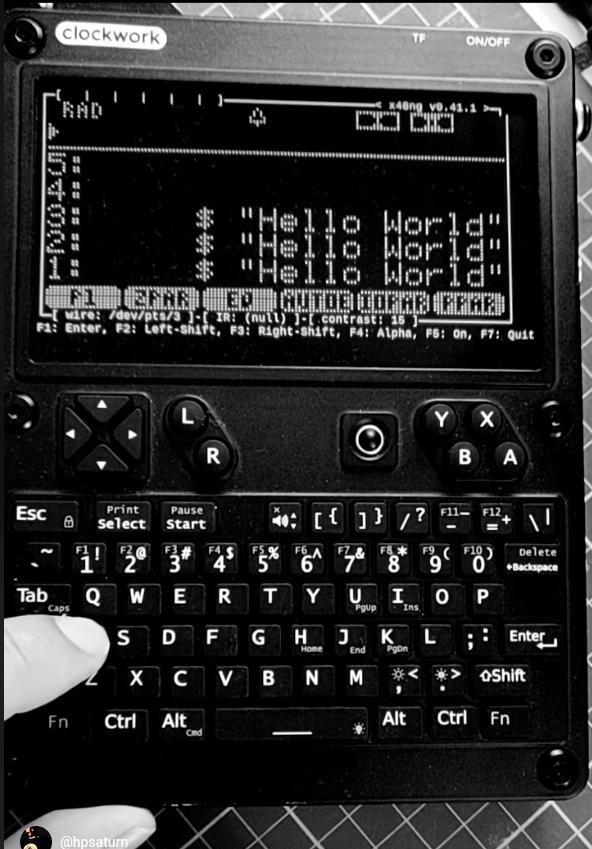 clockwork
TF
ON/OFF
< x48ng v0.41.1 >
RAD
5:
4:
3: $ "Hello World"
2: $ "Hello World"
1: $ "Hello World"
[ wire: /dev/pts/3 ]-[ IR: (null) ]-[ contrast: 15 ]
F1: Enter, F2: Left-Shift, F3: Right-Shift, F4: Alpha, F5: On, F7: Quit
L
R
Y X
B A
Esc Print Select Pause Start [ { ] } / ? F11 - _ F12 = + \ |
` ~ F1 1 ! F2 2 @ F3 3 # F4 4 $ F5 5 % F6 6 ^ F7 7 & F8 8 * F9 9 ( F10 0 ) Delete Backspace
Tab Caps Q W E R T Y U PgUp I Ins O P
S D F G H Home J End K PgDn L ; : Enter
Z X C V B N M , < . > Shift
Fn Ctrl Alt Cmd Alt Ctrl Fn
@hpsaturn